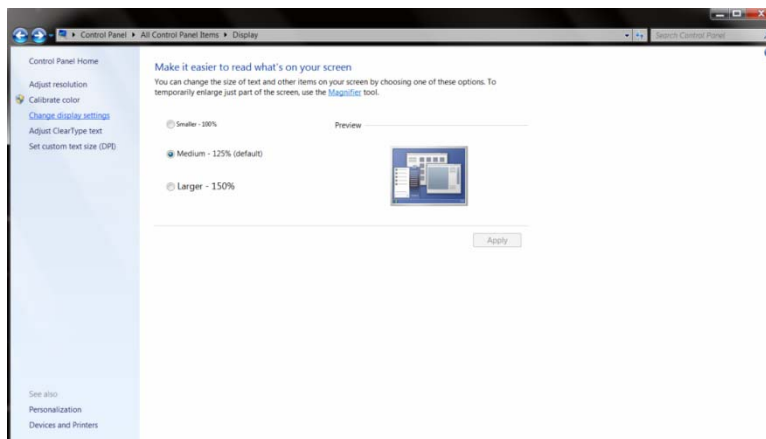 Control Panel ▸ All Control Panel Items ▸ Display
Search Control Panel
Control Panel Home
Adjust resolution
Calibrate color
Change display settings
Adjust ClearType text
Set custom text size (DPI)
See also
Personalization
Devices and Printers
Make it easier to read what's on your screen
You can change the size of text and other items on your screen by choosing one of these options. To
temporarily enlarge just part of the screen, use the Magnifier tool.
Smaller - 100%
Preview
Medium - 125% (default)
Larger - 150%
Apply